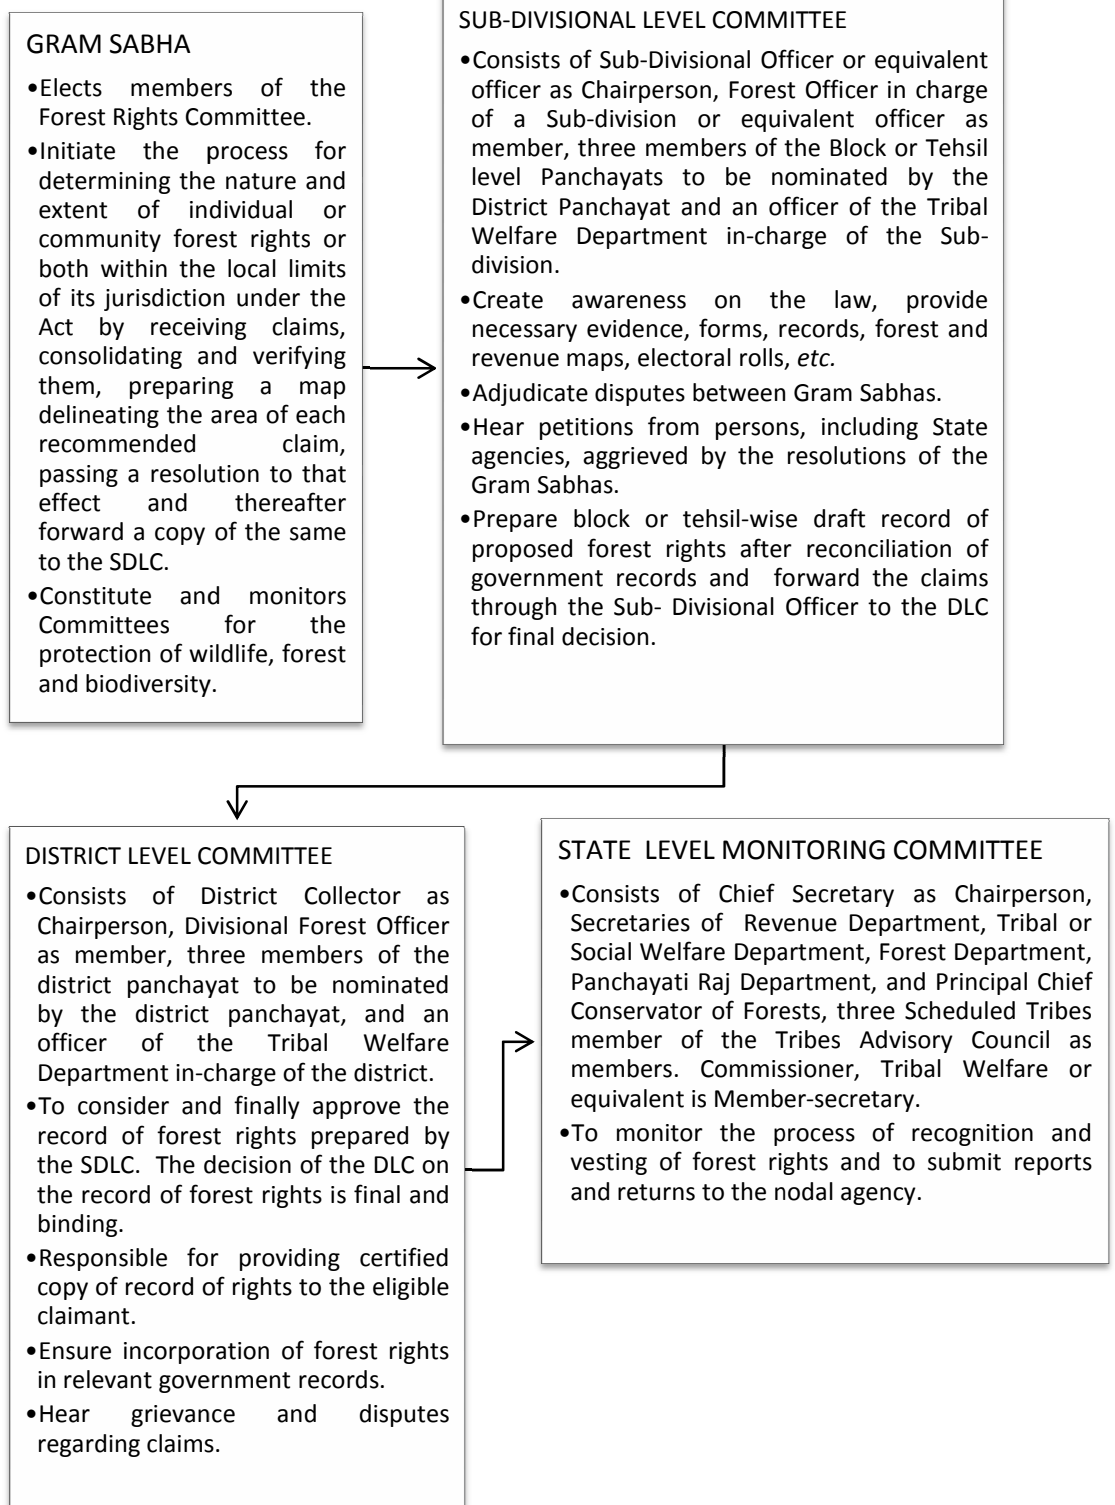 GRAM SABHA
•Elects members of the
Forest Rights Committee.
•Initiate the process for
determining the nature and
extent of individual or
community forest rights or
both within the local limits
of its jurisdiction under the
Act by receiving claims,
consolidating and verifying
them, preparing a map
delineating the area of each
recommended claim,
passing a resolution to that
effect and thereafter
forward a copy of the same
to the SDLC.
•Constitute and monitors
Committees for the
protection of wildlife, forest
and biodiversity.
SUB-DIVISIONAL LEVEL COMMITTEE
•Consists of Sub-Divisional Officer or equivalent
officer as Chairperson, Forest Officer in charge
of a Sub-division or equivalent officer as
member, three members of the Block or Tehsil
level Panchayats to be nominated by the
District Panchayat and an officer of the Tribal
Welfare Department in-charge of the Sub-
division.
•Create awareness on the law, provide
necessary evidence, forms, records, forest and
revenue maps, electoral rolls, etc.
•Adjudicate disputes between Gram Sabhas.
•Hear petitions from persons, including State
agencies, aggrieved by the resolutions of the
Gram Sabhas.
•Prepare block or tehsil-wise draft record of
proposed forest rights after reconciliation of
government records and forward the claims
through the Sub- Divisional Officer to the DLC
for final decision.
DISTRICT LEVEL COMMITTEE
•Consists of District Collector as
Chairperson, Divisional Forest Officer
as member, three members of the
district panchayat to be nominated
by the district panchayat, and an
officer of the Tribal Welfare
Department in-charge of the district.
•To consider and finally approve the
record of forest rights prepared by
the SDLC. The decision of the DLC on
the record of forest rights is final and
binding.
•Responsible for providing certified
copy of record of rights to the eligible
claimant.
•Ensure incorporation of forest rights
in relevant government records.
•Hear grievance and disputes
regarding claims.
STATE LEVEL MONITORING COMMITTEE
•Consists of Chief Secretary as Chairperson,
Secretaries of Revenue Department, Tribal or
Social Welfare Department, Forest Department,
Panchayati Raj Department, and Principal Chief
Conservator of Forests, three Scheduled Tribes
member of the Tribes Advisory Council as
members. Commissioner, Tribal Welfare or
equivalent is Member-secretary.
•To monitor the process of recognition and
vesting of forest rights and to submit reports
and returns to the nodal agency.